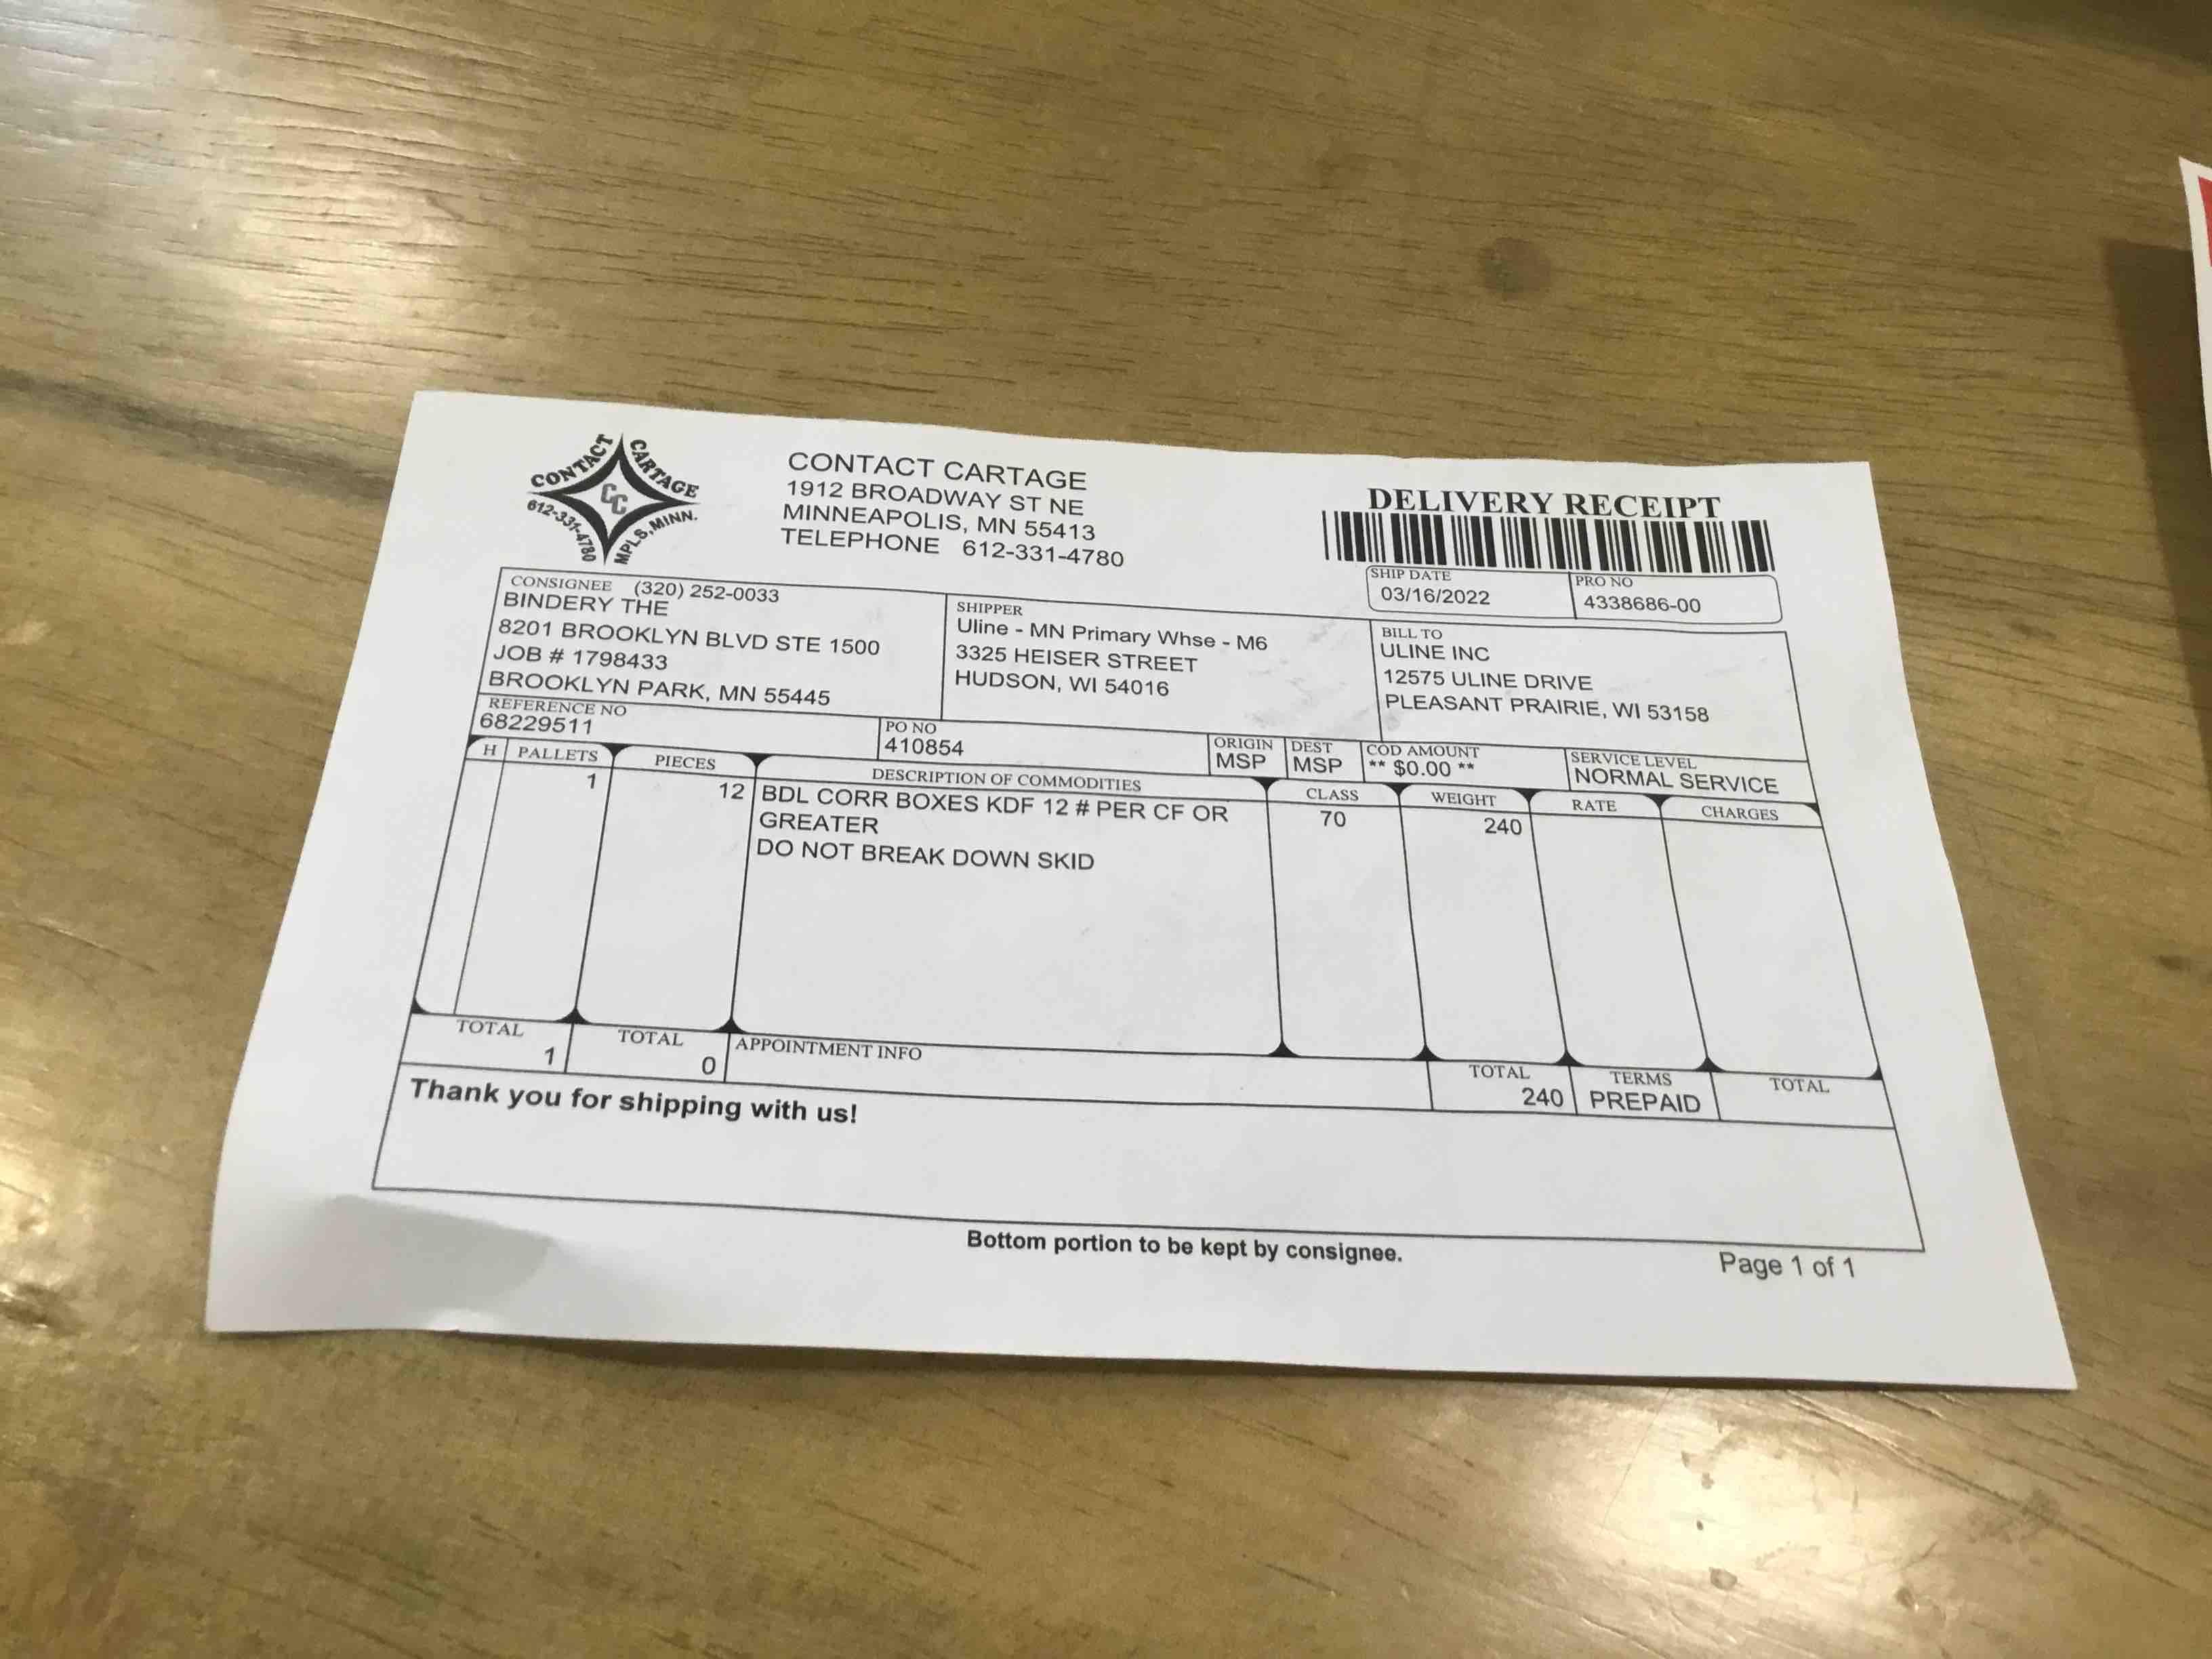 CONTACT CARTAGE
CC
612-331-4780 MPLS, MINN.
CONTACT CARTAGE
1912 BROADWAY ST NE
MINNEAPOLIS, MN 55413
TELEPHONE 612-331-4780
DELIVERY RECEIPT
SHIP DATE
03/16/2022
PRO NO
4338686-00
CONSIGNEE (320) 252-0033
BINDERY THE
8201 BROOKLYN BLVD STE 1500
JOB # 1798433
BROOKLYN PARK, MN 55445
SHIPPER
Uline - MN Primary Whse - M6
3325 HEISER STREET
HUDSON, WI 54016
BILL TO
ULINE INC
12575 ULINE DRIVE
PLEASANT PRAIRIE, WI 53158
REFERENCE NO
68229511
PO NO
410854
ORIGIN
MSP
DEST
MSP
COD AMOUNT
** $0.00 **
SERVICE LEVEL
NORMAL SERVICE
H PALLETS PIECES DESCRIPTION OF COMMODITIES CLASS WEIGHT RATE CHARGES
1 12 BDL CORR BOXES KDF 12 # PER CF OR 70 240
GREATER
DO NOT BREAK DOWN SKID
TOTAL
1
TOTAL
0
APPOINTMENT INFO
TOTAL
240
TERMS
PREPAID
TOTAL
Thank you for shipping with us!
Bottom portion to be kept by consignee.
Page 1 of 1